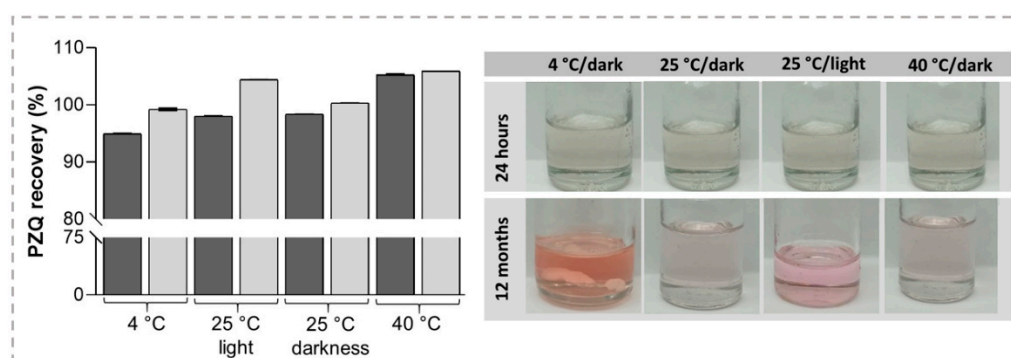 PZQ recovery (%)
110
100
90
80
75
0
4 °C
25 °C
light
25 °C
darkness
40 °C
4 °C/dark
25 °C/dark
25 °C/light
40 °C/dark
24 hours
12 months